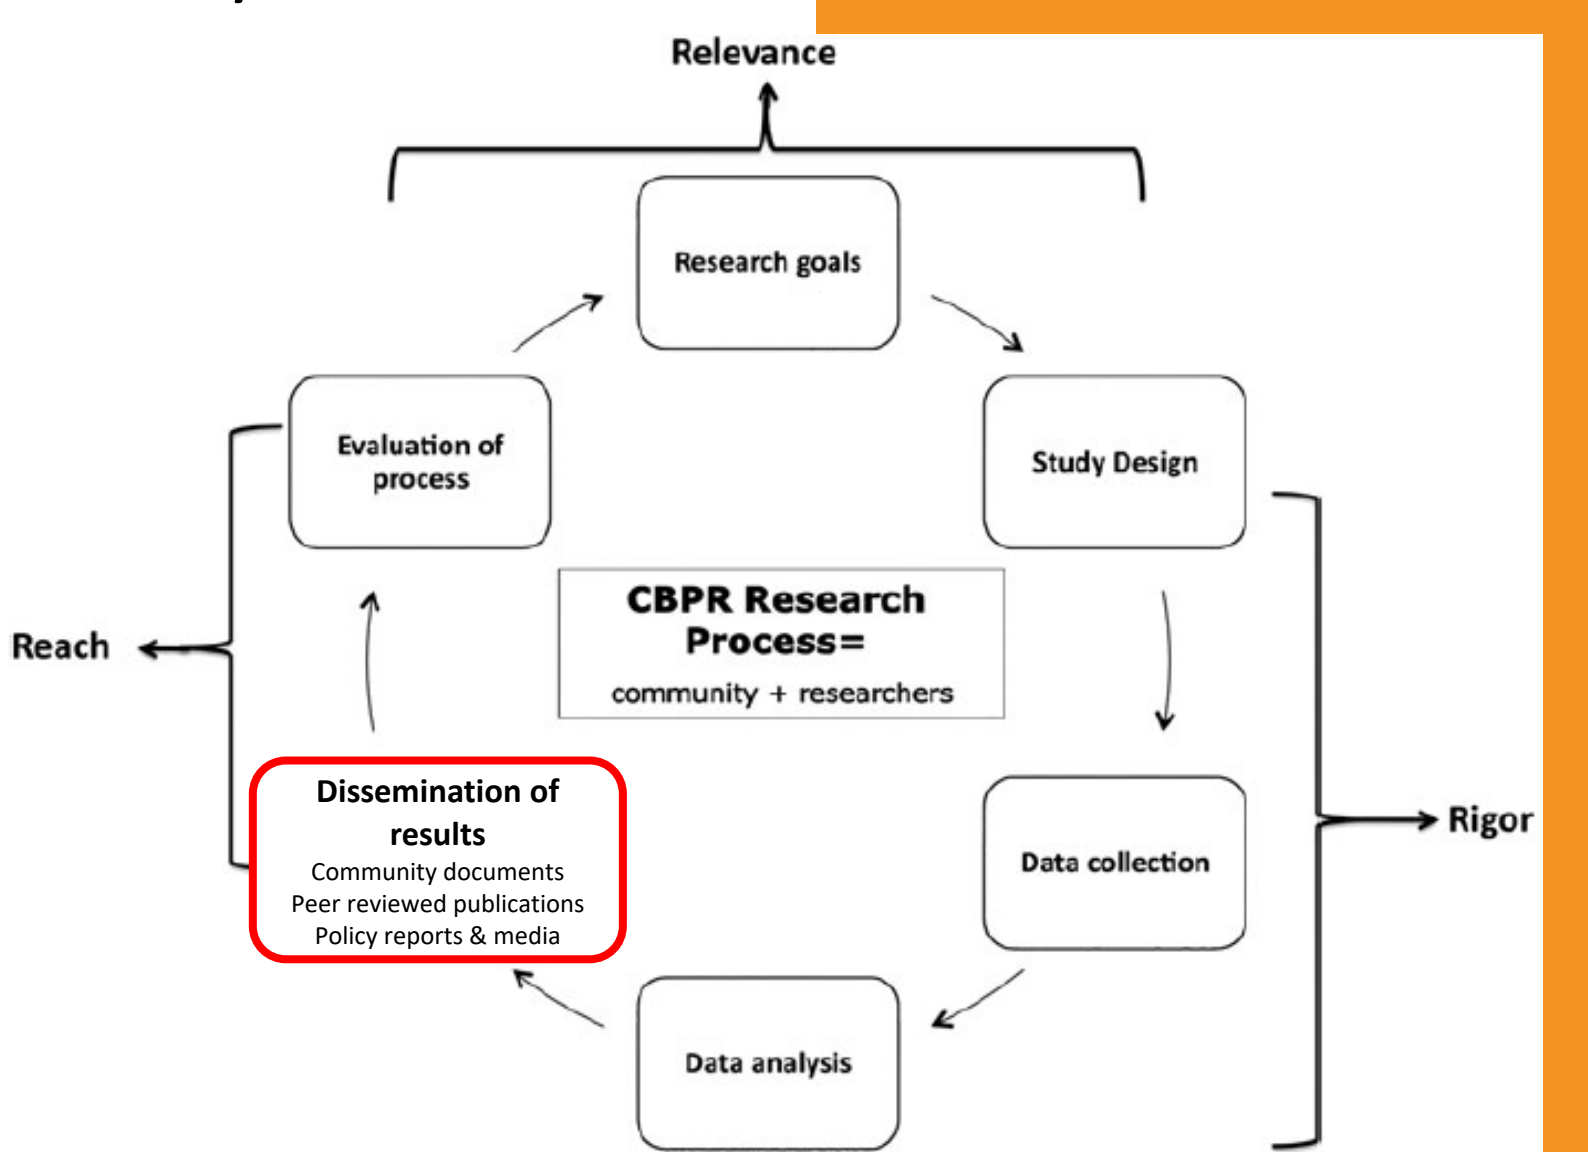 Relevance
Research goals
Evaluation of
process
Study Design
CBPR Research
Process=
community + researchers
Reach
Dissemination of
results
Community documents
Peer reviewed publications
Policy reports & media
Data collection
Rigor
Data analysis